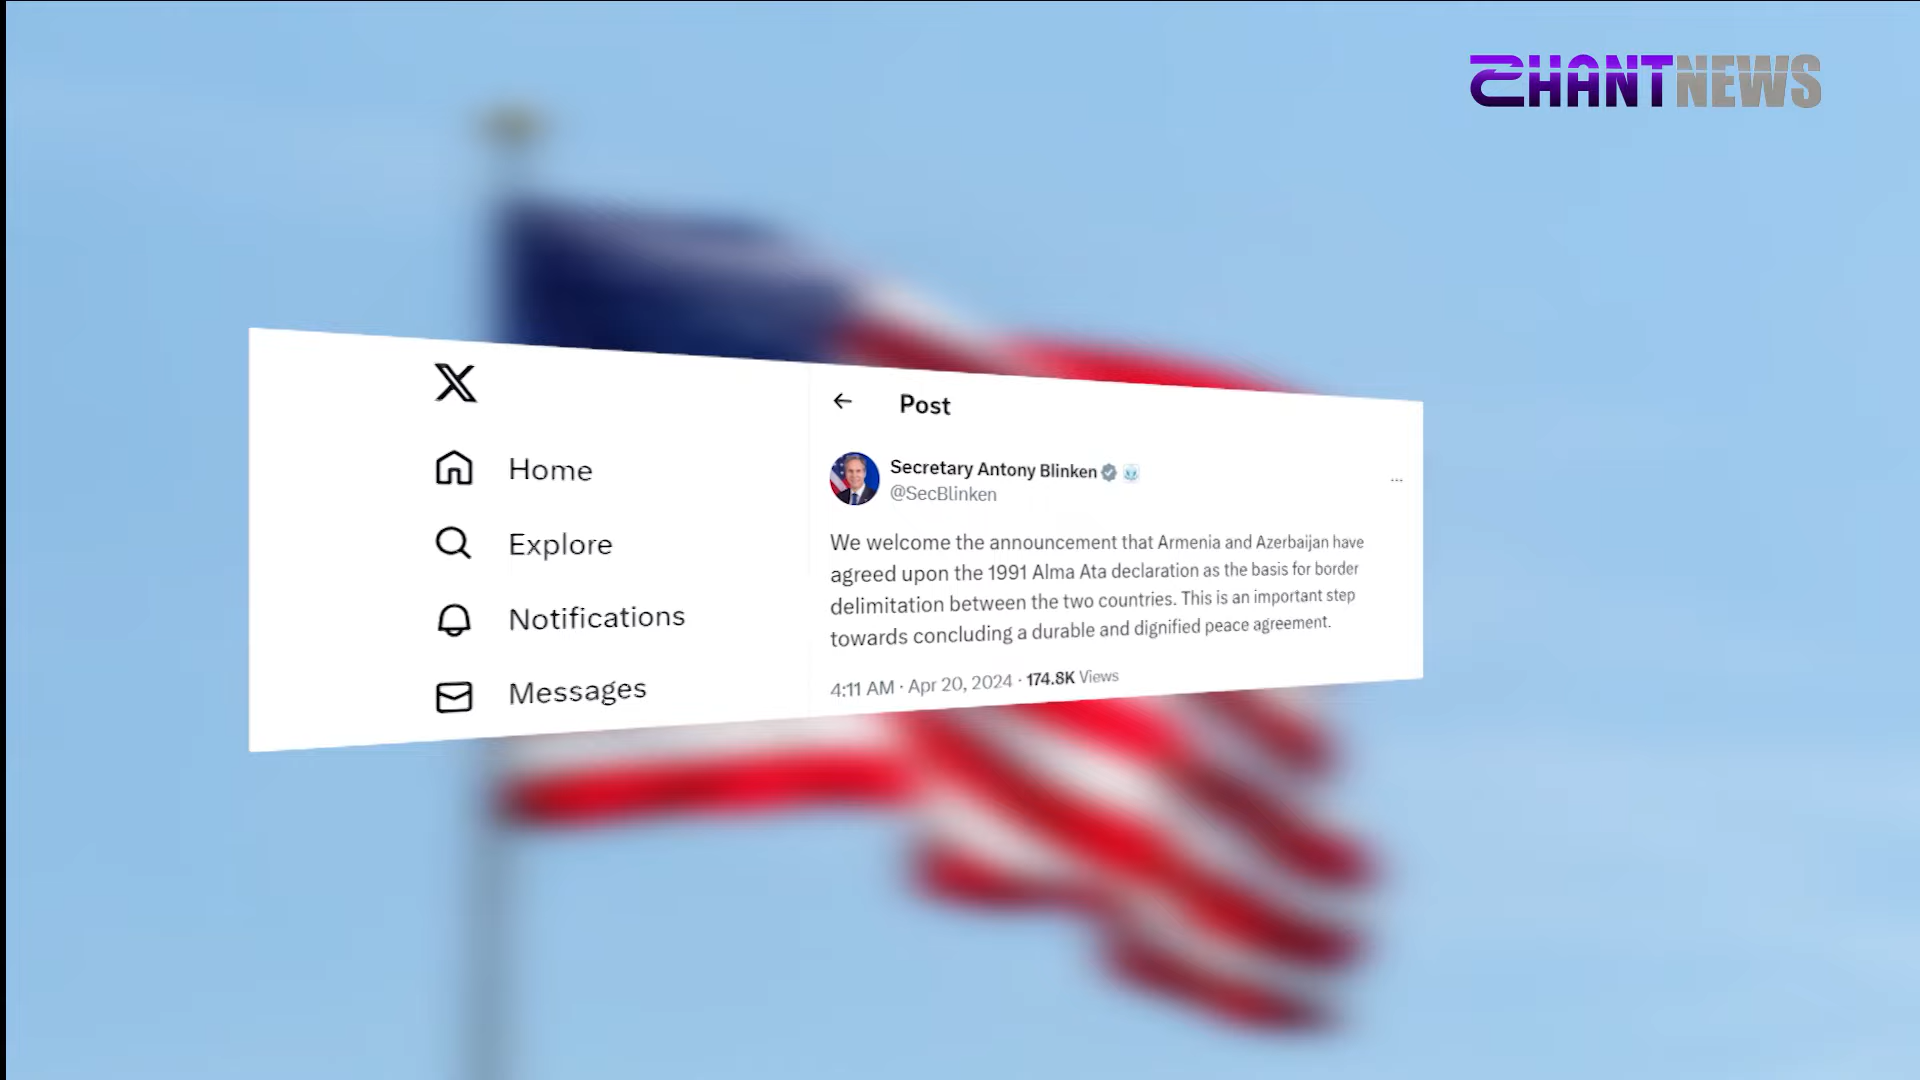 SHANTNEWS
X
Home
Explore
Notifications
Messages
Post
Secretary Antony Blinken
@SecBlinken
We welcome the announcement that Armenia and Azerbaijan have
agreed upon the 1991 Alma Ata declaration as the basis for border
delimitation between the two countries. This is an important step
towards concluding a durable and dignified peace agreement.
4:11 AM · Apr 20, 2024 · 174.8K Views